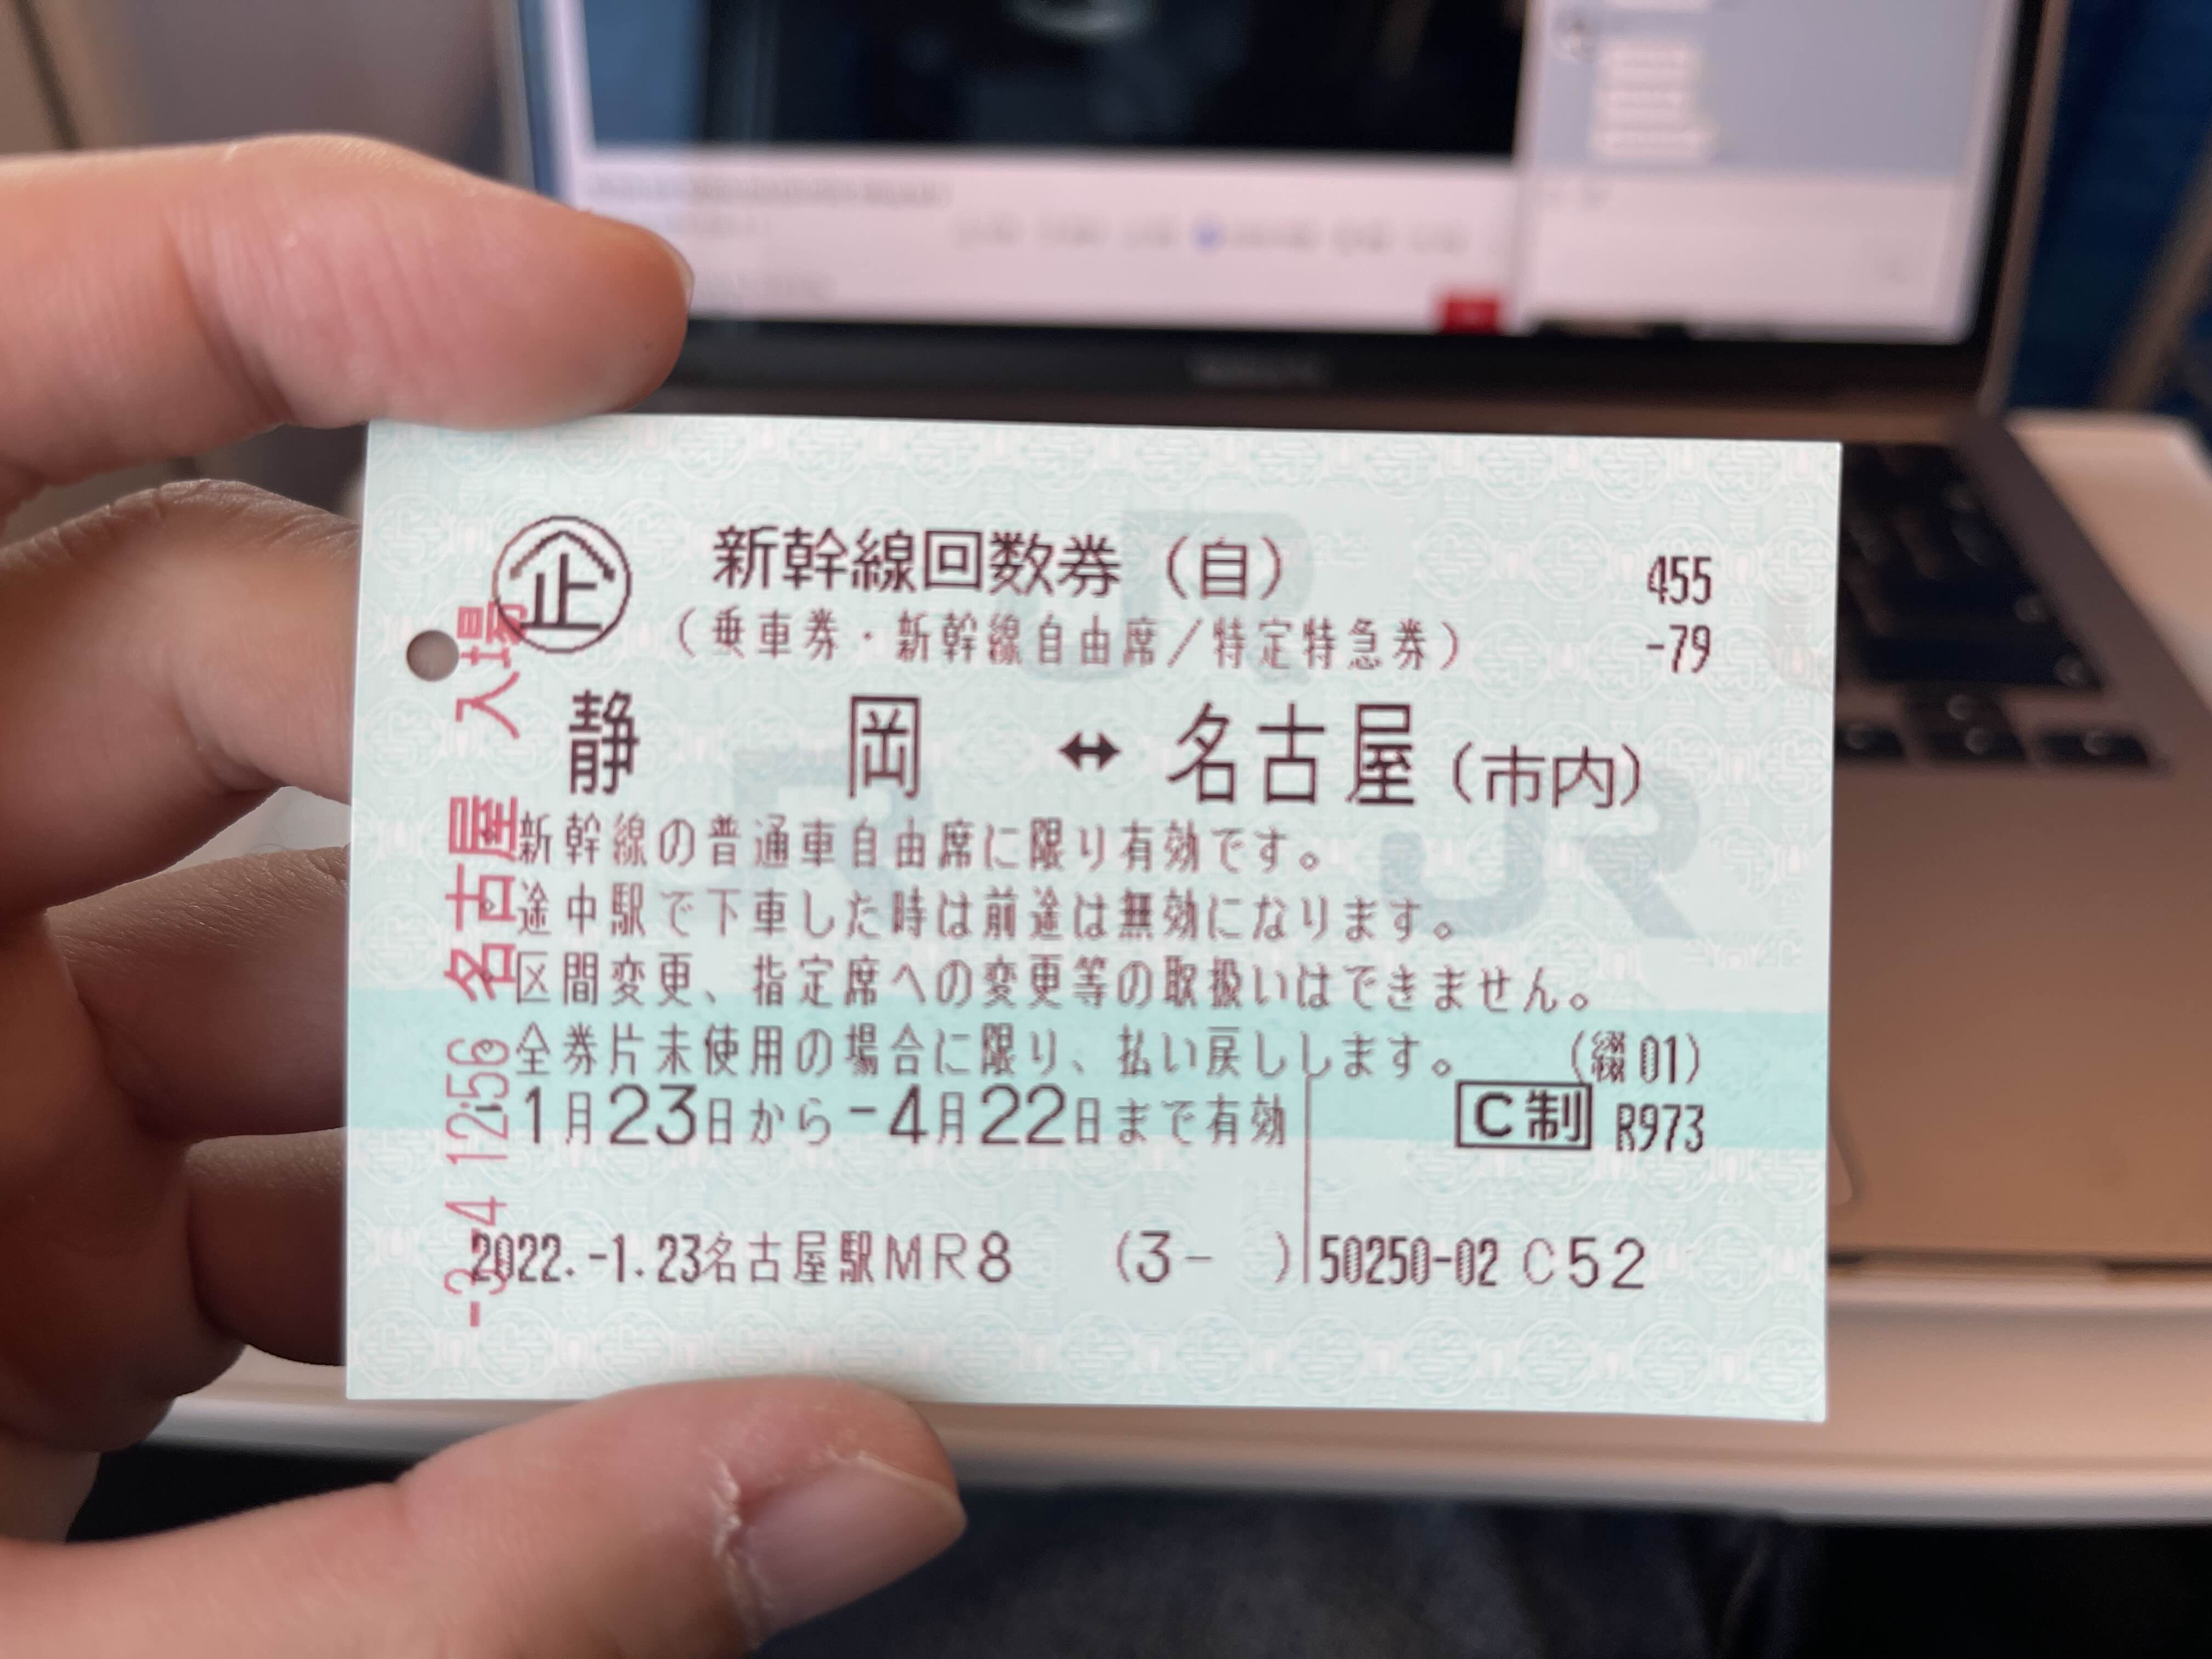 企 新幹線回数券（自） 455
（乗車券・新幹線自由席／特定特急券） -79
静岡 ↔ 名古屋（市内）
新幹線の普通車自由席に限り有効です。
途中駅で下車した時は前途は無効になります。
区間変更、指定席への変更等の取扱いはできません。
全券片未使用の場合に限り、払い戻しします。 （綴01）
1月23日から-4月22日まで有効 C制 R973
2022.-1.23名古屋駅MR8 (3- ) 50250-02 C52
-3.-4 12:56 名古屋 入場
JR
JR
JR